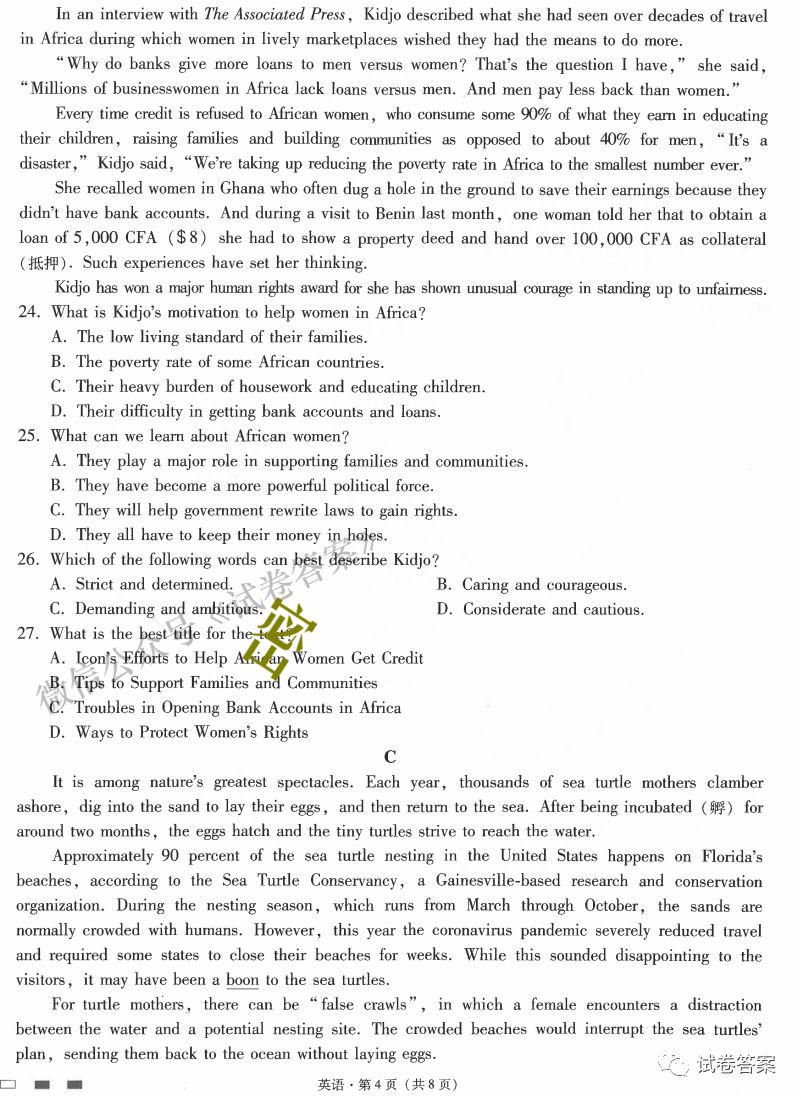 In an interview with The Associated Press, Kidjo described what she had seen over decades of travel
in Africa during which women in lively marketplaces wished they had the means to do more.
“Why do banks give more loans to men versus women? That’s the question I have,” she said,
“Millions of businesswomen in Africa lack loans versus men. And men pay less back than women.”
Every time credit is refused to African women, who consume some 90% of what they earn in educating
their children, raising families and building communities as opposed to about 40% for men, “It’s a
disaster,” Kidjo said, “We’re taking up reducing the poverty rate in Africa to the smallest number ever.”
She recalled women in Ghana who often dug a hole in the ground to save their earnings because they
didn’t have bank accounts. And during a visit to Benin last month, one woman told her that to obtain a
loan of 5,000 CFA ($8) she had to show a property deed and hand over 100,000 CFA as collateral
(抵押). Such experiences have set her thinking.
Kidjo has won a major human rights award for she has shown unusual courage in standing up to unfairness.
24. What is Kidjo’s motivation to help women in Africa?
A. The low living standard of their families.
B. The poverty rate of some African countries.
C. Their heavy burden of housework and educating children.
D. Their difficulty in getting bank accounts and loans.
25. What can we learn about African women?
A. They play a major role in supporting families and communities.
B. They have become a more powerful political force.
C. They will help government rewrite laws to gain rights.
D. They all have to keep their money in holes.
26. Which of the following words can best describe Kidjo?
A. Strict and determined. B. Caring and courageous.
C. Demanding and ambitious. D. Considerate and cautious.
27. What is the best title for the text?
A. Icon’s Efforts to Help African Women Get Credit
B. Tips to Support Families and Communities
C. Troubles in Opening Bank Accounts in Africa
D. Ways to Protect Women’s Rights
微信公众号《试卷答案》
密
C
It is among nature’s greatest spectacles. Each year, thousands of sea turtle mothers clamber
ashore, dig into the sand to lay their eggs, and then return to the sea. After being incubated (孵) for
around two months, the eggs hatch and the tiny turtles strive to reach the water.
Approximately 90 percent of the sea turtle nesting in the United States happens on Florida’s
beaches, according to the Sea Turtle Conservancy, a Gainesville-based research and conservation
organization. During the nesting season, which runs from March through October, the sands are
normally crowded with humans. However, this year the coronavirus pandemic severely reduced travel
and required some states to close their beaches for weeks. While this sounded disappointing to the
visitors, it may have been a boon to the sea turtles.
For turtle mothers, there can be “false crawls”, in which a female encounters a distraction
between the water and a potential nesting site. The crowded beaches would interrupt the sea turtles’
plan, sending them back to the ocean without laying eggs.
试卷答案
英语·第4页(共8页)